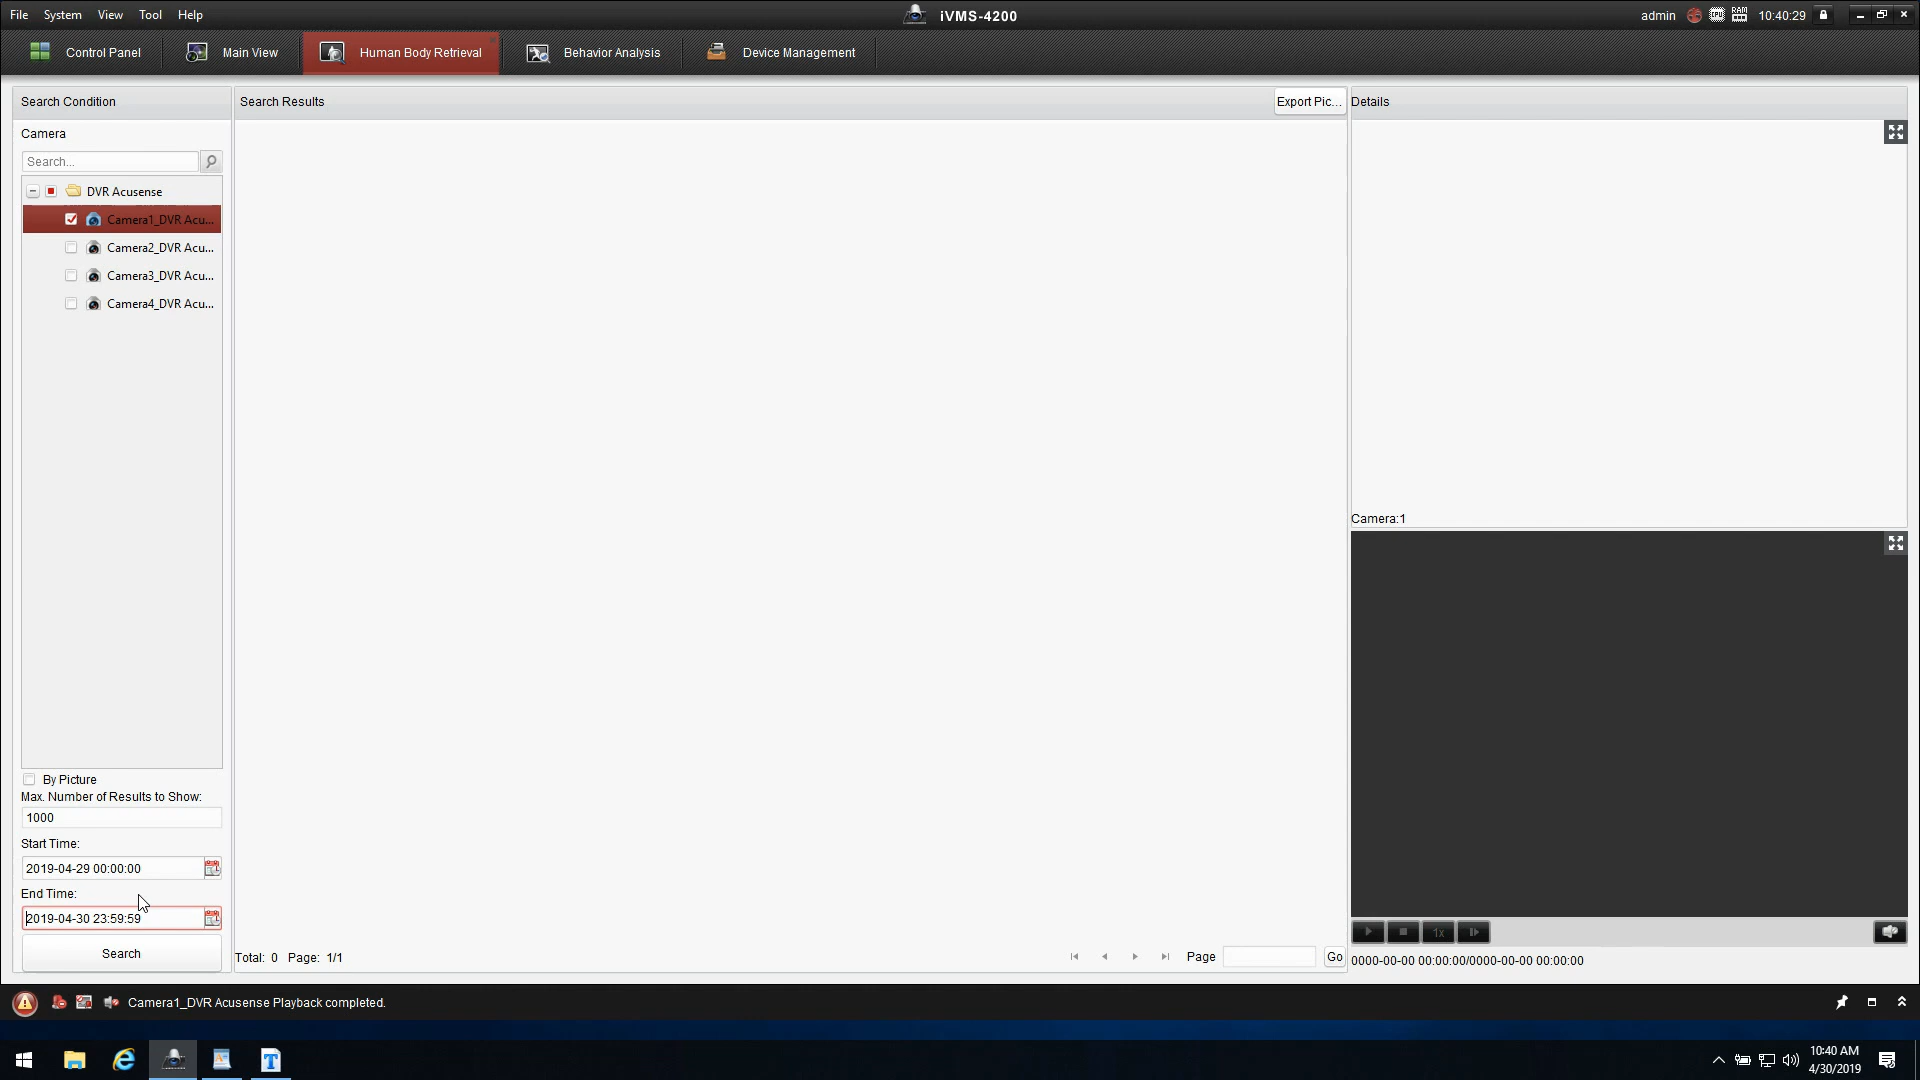 File System View Tool Help
iVMS-4200
admin RAM 10:40:29
Control Panel Main View Human Body Retrieval Behavior Analysis Device Management
Search Condition
Search Results
Export Pic...
Details
Camera
Search...
DVR Acusense
Camera1_DVR Acu...
Camera2_DVR Acu...
Camera3_DVR Acu...
Camera4_DVR Acu...
Camera:1
By Picture
Max. Number of Results to Show:
1000
Start Time:
2019-04-29 00:00:00
End Time:
2019-04-30 23:59:59
Search
Total: 0 Page: 1/1
Page
Go
1x
0000-00-00 00:00:00/0000-00-00 00:00:00
Camera1_DVR Acusense Playback completed.
10:40 AM
4/30/2019